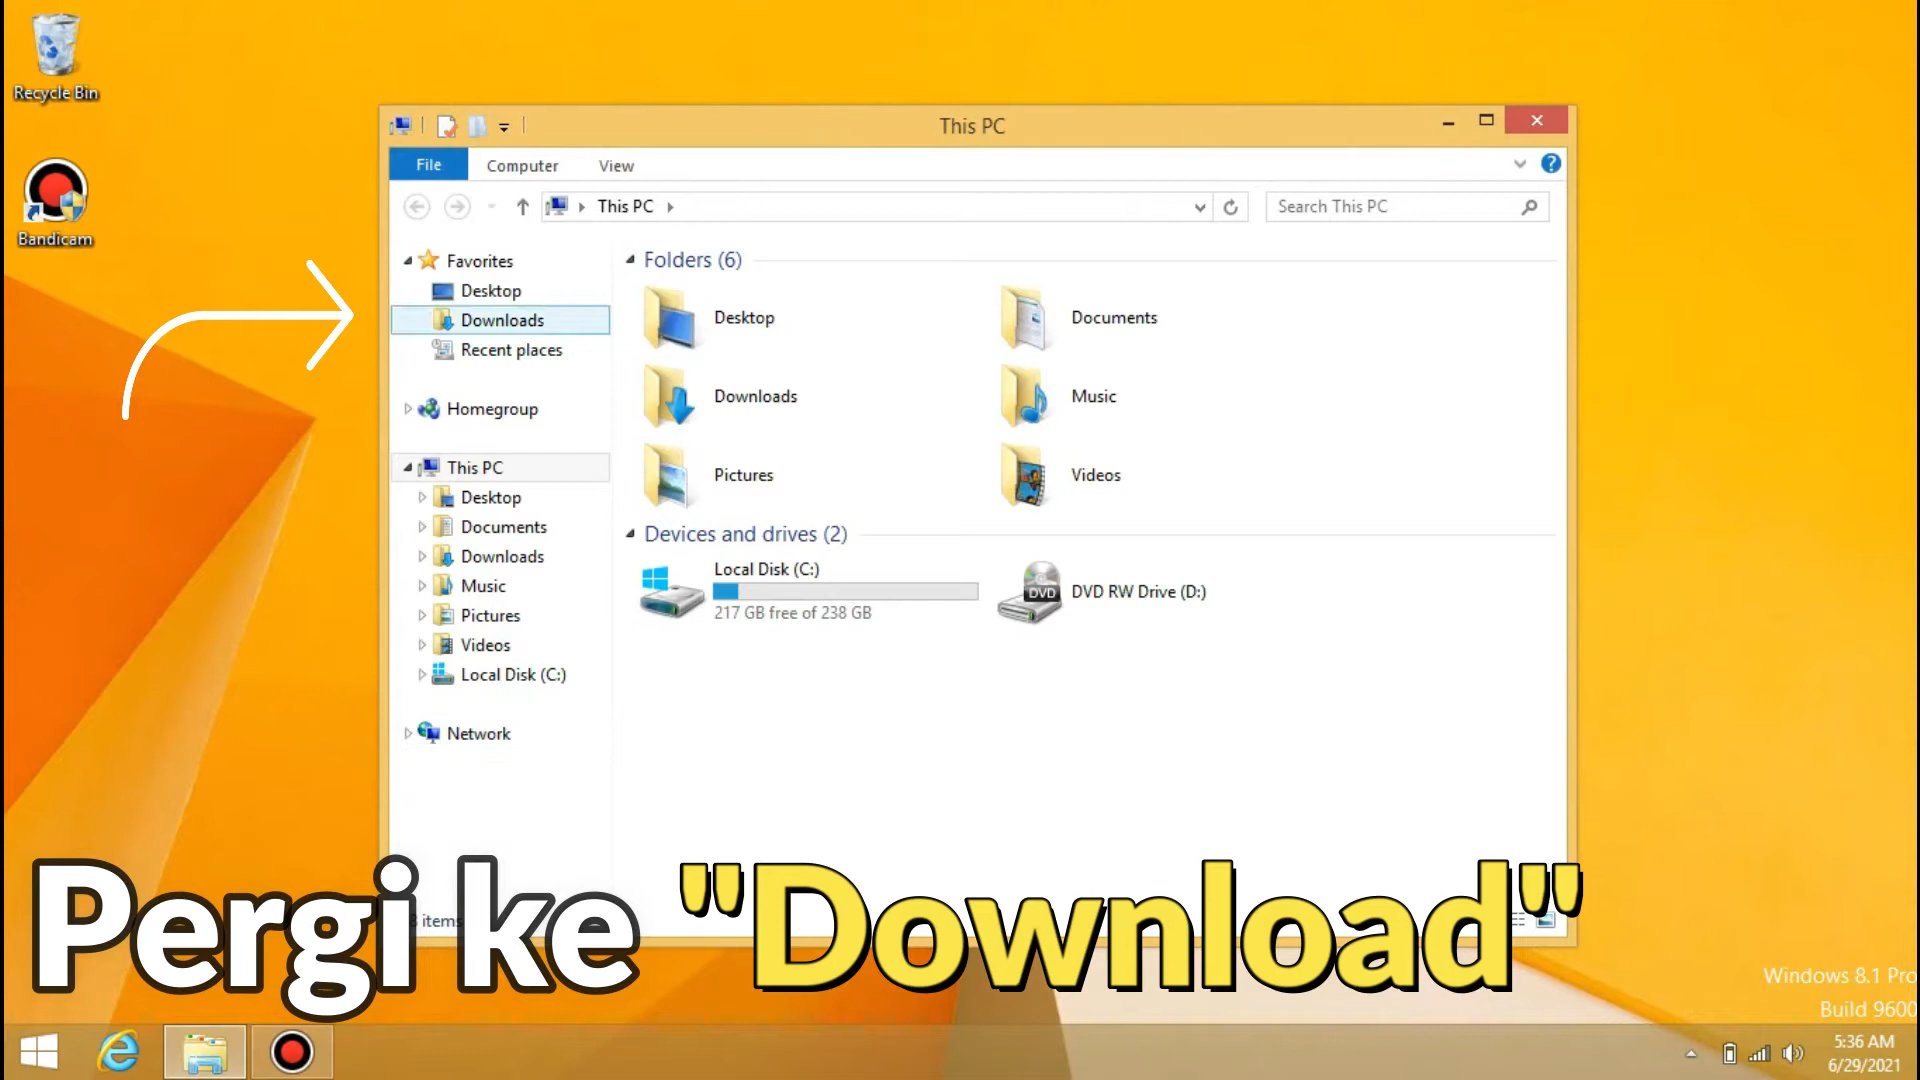 Recycle Bin
Bandicam
This PC
File
Computer
View
?
This PC
Search This PC
Favorites
Desktop
Downloads
Recent places
Homegroup
This PC
Desktop
Documents
Downloads
Music
Pictures
Videos
Local Disk (C:)
Network
Folders (6)
Desktop
Documents
Downloads
Music
Pictures
Videos
Devices and drives (2)
Local Disk (C:)
217 GB free of 238 GB
DVD
DVD RW Drive (D:)
8 items
Pergi ke "Download"
Windows 8.1 Pro
Build 9600
5:36 AM
6/29/2021